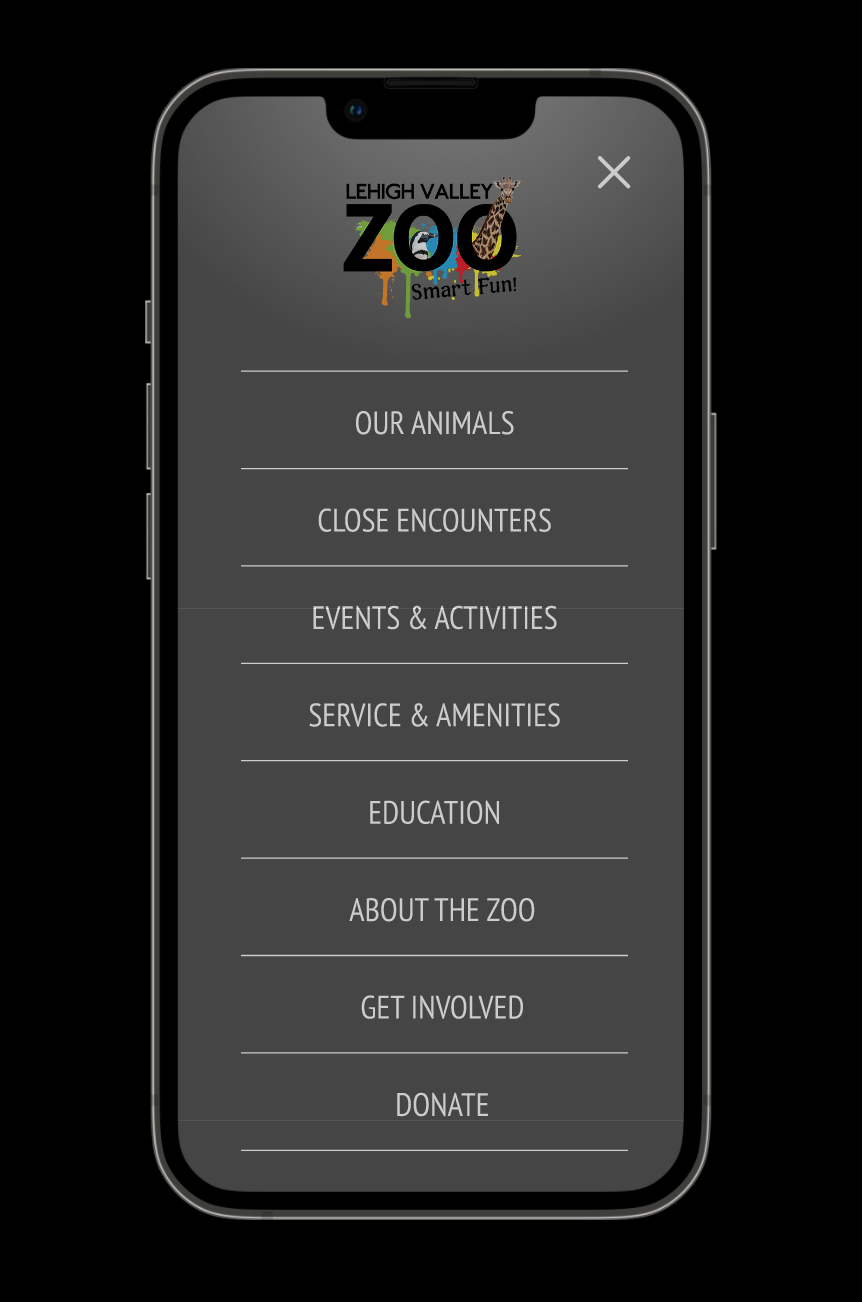 LEHIGH VALLEY
ZOO
Smart Fun!
OUR ANIMALS
CLOSE ENCOUNTERS
EVENTS & ACTIVITIES
SERVICE & AMENITIES
EDUCATION
ABOUT THE ZOO
GET INVOLVED
DONATE